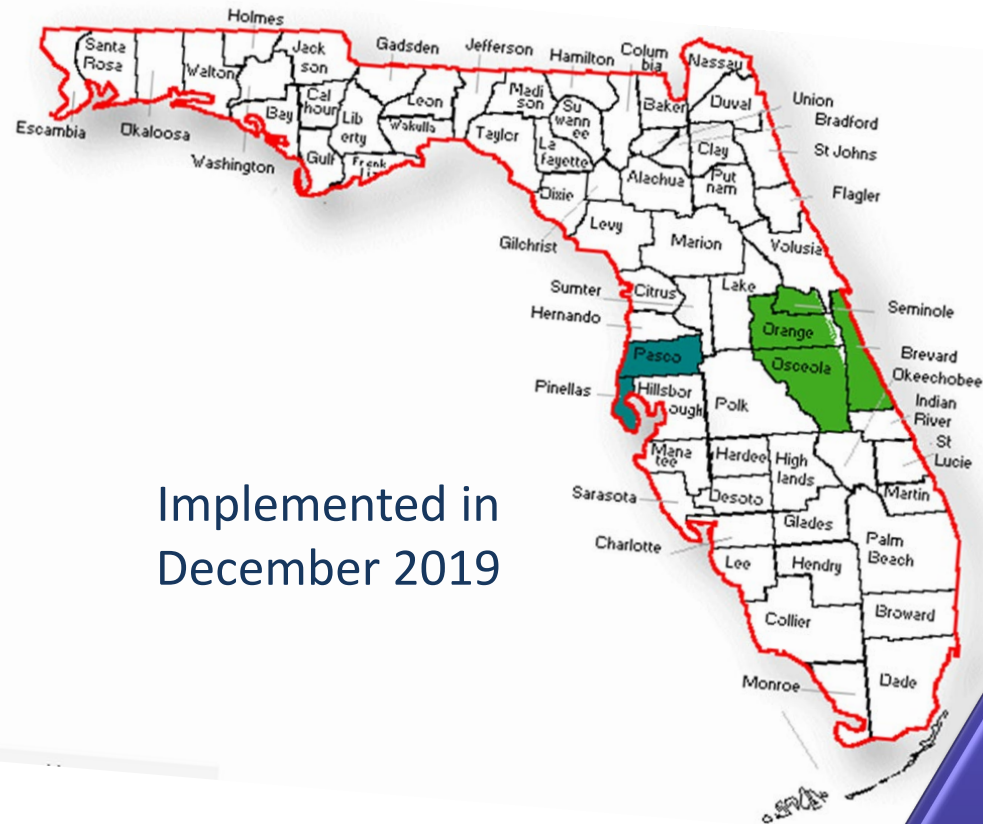 Holmes
Gadsden
Jefferson
Hamilton
Colum
bia
Nassau
Santa
Rosa
Walton
Jack
son
Cal
houn
Lib
erty
Leon
Wakulla
Madi
son
Su
wann
ee
Baker
Duval
Union
Bradford
St Johns
Flagler
Escambia
Okaloosa
Washington
Bay
Gulf
Frank
Taylor
La
fayette
Dixie
Alachua
Clay
Put
nam
Gilchrist
Levy
Marion
Volusia
Sumter
Citrus
Lake
Seminole
Hernando
Orange
Pasco
Osceola
Brevard
Okeechobee
Pinellas
Hillsbor
ough
Polk
Indian
River
St
Lucie
Mana
tee
Hardee
High
lands
Sarasota
Desoto
Martin
Charlotte
Glades
Palm
Beach
Lee
Hendry
Collier
Broward
Monroe
Dade
Implemented in
December 2019